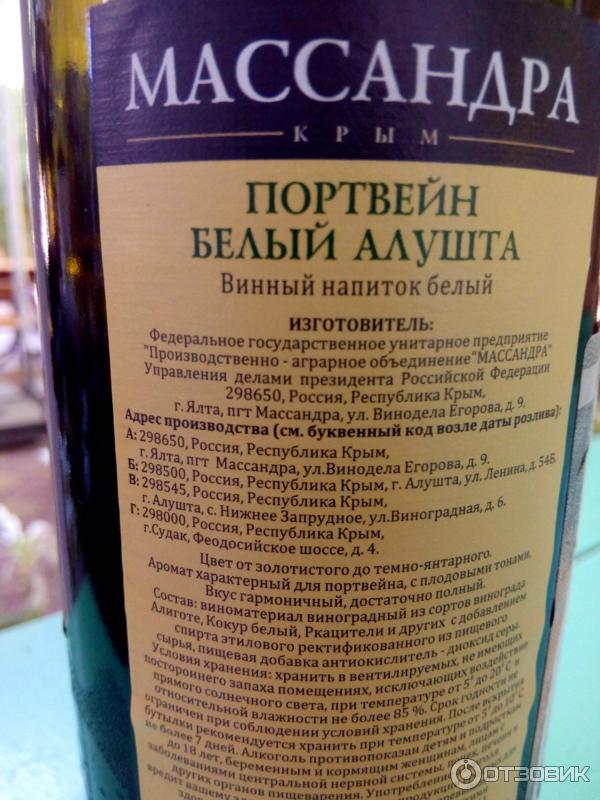 МАССАНДРА
КРЫМ
ПОРТВЕЙН
БЕЛЫЙ АЛУШТА
Винный напиток белый
ИЗГОТОВИТЕЛЬ:
Федеральное государственное унитарное предприятие
"Производственно - аграрное объединение "МАССАНДРА"
Управления делами президента Российской Федерации
298650, Россия, Республика Крым,
г. Ялта, пгт Массандра, ул. Винодела Егорова, д. 9.
Адрес производства (см. буквенный код возле даты розлива):
А: 298650, Россия, Республика Крым,
г. Ялта, пгт Массандра, ул.Винодела Егорова, д. 9.
Б: 298500, Россия, Республика Крым, г. Алушта, ул. Ленина, д. 54Б.
В: 298545, Россия, Республика Крым,
г. Алушта, с. Нижнее Запрудное, ул.Виноградная, д. 6.
Г: 298000, Россия, Республика Крым,
г.Судак, Феодосийское шоссе, д. 4.
Цвет от золотистого до темно-янтарного.
Аромат характерный для портвейна, с плодовыми тонами.
Вкус гармоничный, достаточно полный.
Состав: виноматериал виноградный из сортов винограда
Алиготе, Кокур белый, Ркацители и других с добавлением
спирта этилового ректификованного из пищевого
сырья, пищевая добавка антиокислитель - диоксид серы.
Условия хранения: хранить в вентилируемых, не имеющих
постороннего запаха помещениях, исключающих воздействие
прямого солнечного света, при температуре от 5° до 20°С и
относительной влажности не более 85 %. Срок годности не
ограничен при соблюдении условий хранения. После вскрытия
бутылки рекомендуется хранить при температуре от 5° до 10°С
не более 7 дней. Алкоголь противопоказан детям и подросткам
до 18 лет, беременным и кормящим женщинам, лицам с
заболеваниями центральной нервной системы, почек, печени и
других органов пищеварения.
вредит вашему
ОТЗОВИК